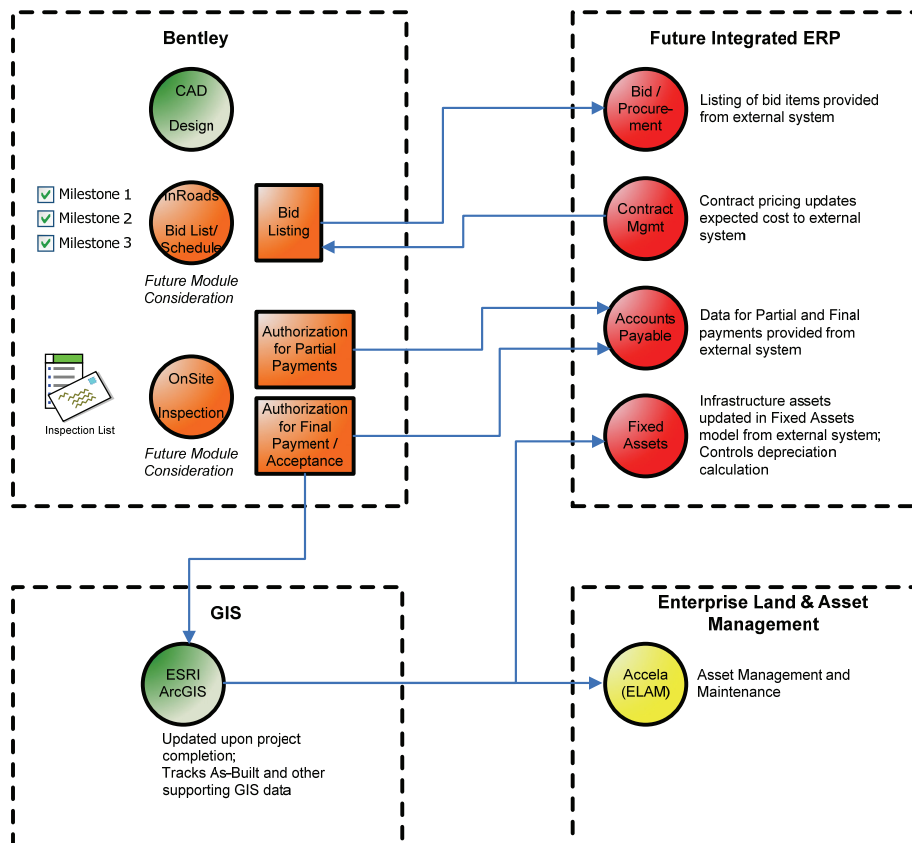 Bentley
CAD
Design
Milestone 1
Milestone 2
Milestone 3
InRoads
Bid List/
Schedule
Future Module
Consideration
Bid
Listing
Authorization
for Partial
Payments
Inspection List
OnSite
Inspection
Future Module
Consideration
Authorization
for Final
Payment /
Acceptance
Future Integrated ERP
Bid /
Procure-
ment
Listing of bid items provided
from external system
Contract
Mgmt
Contract pricing updates
expected cost to external
system
Accounts
Payable
Data for Partial and Final
payments provided from
external system
Fixed
Assets
Infrastructure assets
updated in Fixed Assets
model from external system;
Controls depreciation
calculation
GIS
ESRI
ArcGIS
Updated upon project
completion;
Tracks As-Built and other
supporting GIS data
Enterprise Land & Asset
Management
Accela
(ELAM)
Asset Management and
Maintenance